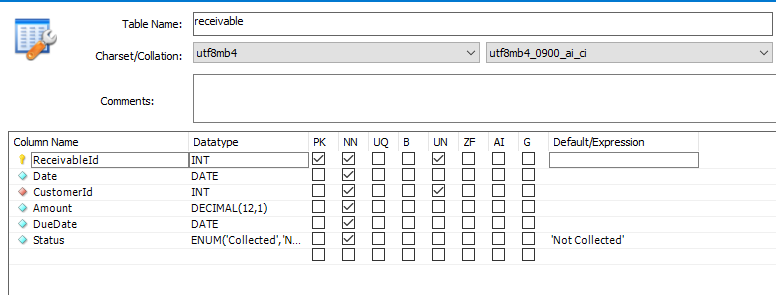 Table Name: receivable
Charset/Collation: utf8mb4 utf8mb4_0900_ai_ci
Comments:
Column Name Datatype PK NN UQ B UN ZF AI G Default/Expression
ReceivableId INT
Date DATE
CustomerId INT
Amount DECIMAL(12,1)
DueDate DATE
Status ENUM('Collected','N... 'Not Collected'